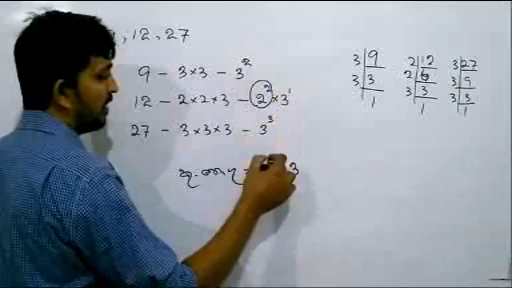 , 12, 27
9 - 3×3 - 3²
12 - 2×2×3 - 2²×3¹
27 - 3×3×3 - 3³
3
3 | 9
3 | 3
1
2 | 12
2 | 6
3 | 3
1
3 | 27
3 | 9
3 | 3
1